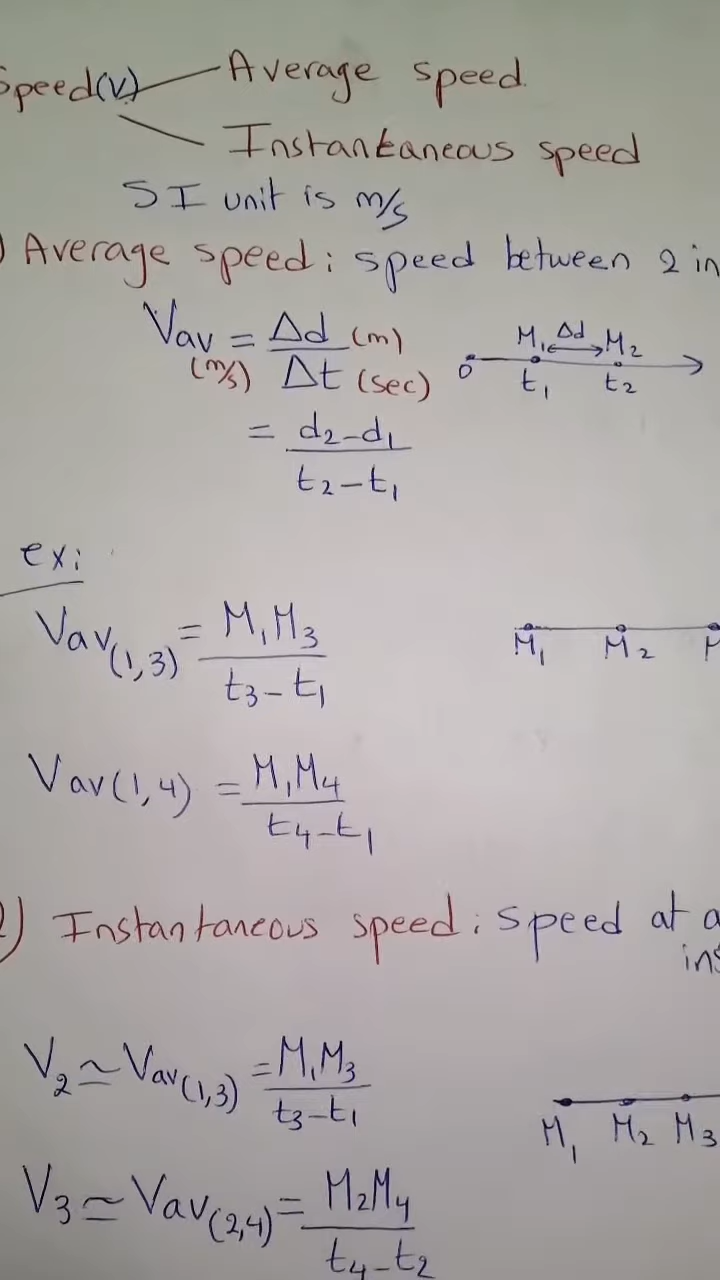 Speed(V) Average speed
Instantaneous speed
SI unit is m/s
) Average speed: speed between 2 in
Vav = Δd (m)
(m/s) Δt (sec)
M₁ Δd M₂
0 t₁ t₂
= d₂-d₁
t₂-t₁
ex:
Vav(1,3) = M₁M₃
t₃-t₁
M₁ M₂ M
Vav(1,4) = M₁M₄
t₄-t₁
2) Instantaneous speed: speed at a
ins
V₂ ≃ Vav(1,3) = M₁M₃
t₃-t₁
M₁ M₂ M₃
V₃ ≃ Vav(2,4) = M₂M₄
t₄-t₂